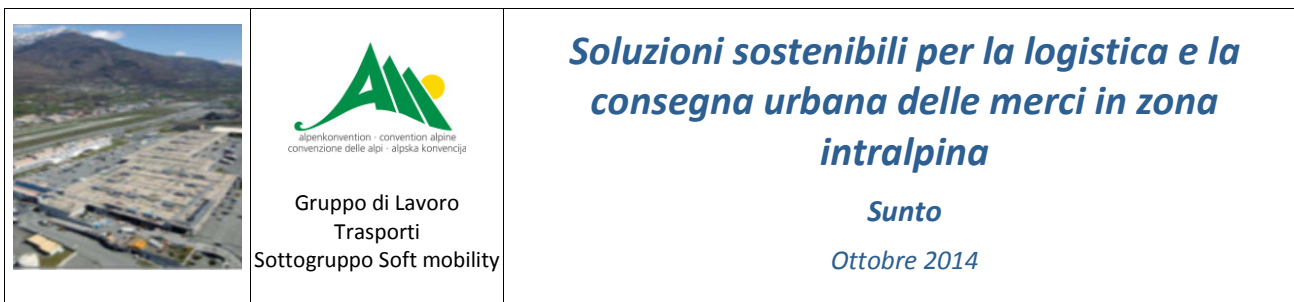 alpenkonvention · convention alpine
convenzione delle alpi · alpska konvencija
Gruppo di Lavoro
Trasporti
Sottogruppo Soft mobility
Soluzioni sostenibili per la logistica e la
consegna urbana delle merci in zona
intralpina
Sunto
Ottobre 2014